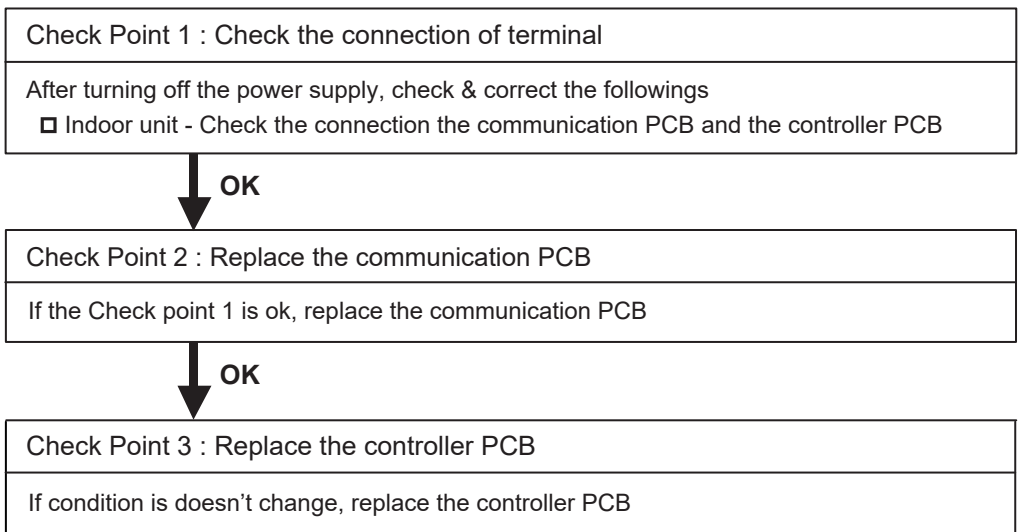 Check Point 1 : Check the connection of terminal
After turning off the power supply, check & correct the followings
Indoor unit - Check the connection the communication PCB and the controller PCB
OK
Check Point 2 : Replace the communication PCB
If the Check point 1 is ok, replace the communication PCB
OK
Check Point 3 : Replace the controller PCB
If condition is doesn’t change, replace the controller PCB